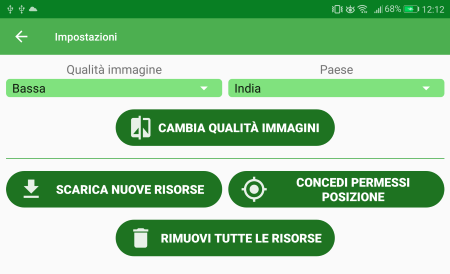 68% 12:12
Impostazioni
Qualità immagine Paese
Bassa India
CAMBIA QUALITÀ IMMAGINI
SCARICA NUOVE RISORSE
CONCEDI PERMESSI
POSIZIONE
RIMUOVI TUTTE LE RISORSE